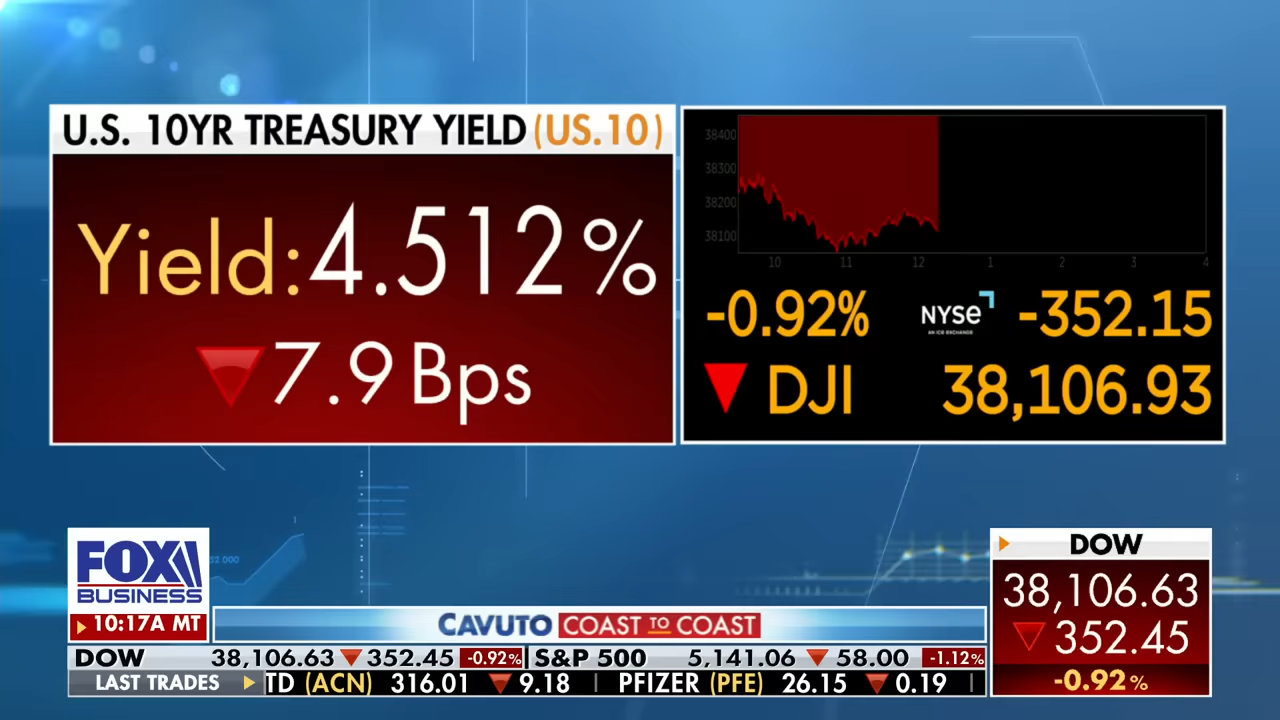 U.S. 10YR TREASURY YIELD (US.10)
Yield: 4.512%
▼ 7.9 Bps
38400
38300
38200
38100
10 11 12 1 2 3 4
-0.92% NYSE -352.15
AN ICE EXCHANGE
▼ DJI 38,106.93
FOX
BUSINESS
10:17A MT
CAVUTO COAST TO COAST
DOW 38,106.63 ▼ 352.45 -0.92% S&P 500 5,141.06 ▼ 58.00 -1.12%
LAST TRADES TD (ACN) 316.01 ▼ 9.18 | PFIZER (PFE) 26.15 ▼ 0.19 |
DOW
38,106.63
▼ 352.45
-0.92%